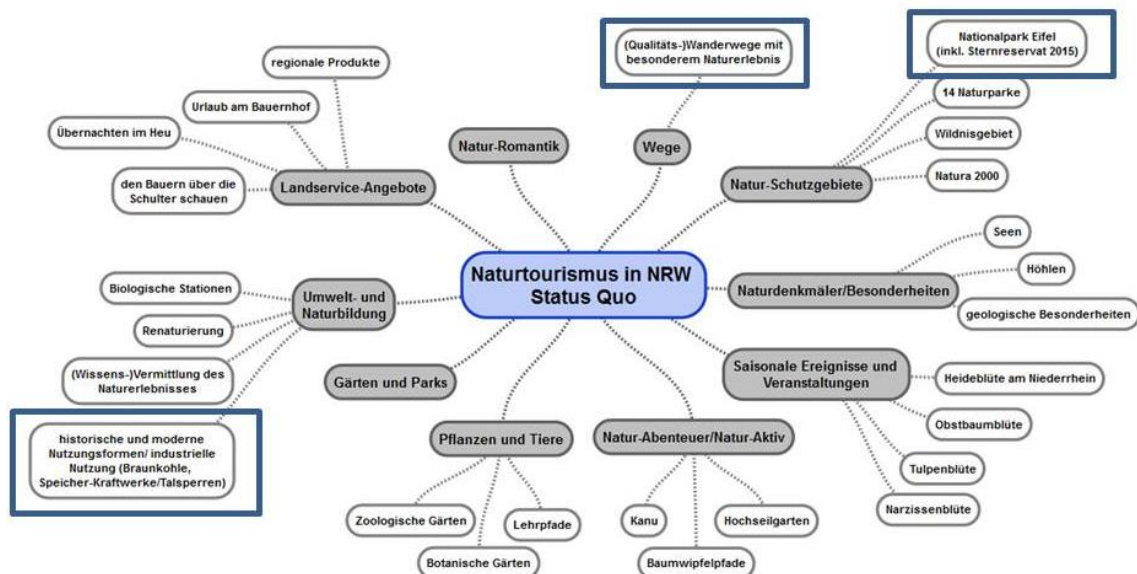 (Qualitäts-)Wanderwege mit
besonderem Naturerlebnis
Nationalpark Eifel
(inkl. Sternreservat 2015)
regionale Produkte
Urlaub am Bauernhof
Übernachten im Heu
den Bauern über die
Schulter schauen
Landservice-Angebote
Natur-Romantik
Wege
14 Naturparke
Wildnisgebiet
Natura 2000
Natur-Schutzgebiete
Naturtourismus in NRW
Status Quo
Seen
Höhlen
geologische Besonderheiten
Naturdenkmäler/Besonderheiten
Biologische Stationen
Renaturierung
(Wissens-)Vermittlung des
Naturerlebnisses
historische und moderne
Nutzungsformen/ industrielle
Nutzung (Braunkohle,
Speicher-Kraftwerke/Talsperren)
Umwelt- und
Naturbildung
Gärten und Parks
Pflanzen und Tiere
Zoologische Gärten
Botanische Gärten
Lehrpfade
Natur-Abenteuer/Natur-Aktiv
Kanu
Baumwipfelpfade
Hochseilgarten
Saisonale Ereignisse und
Veranstaltungen
Heideblüte am Niederrhein
Obstbaumblüte
Tulpenblüte
Narzissenblüte